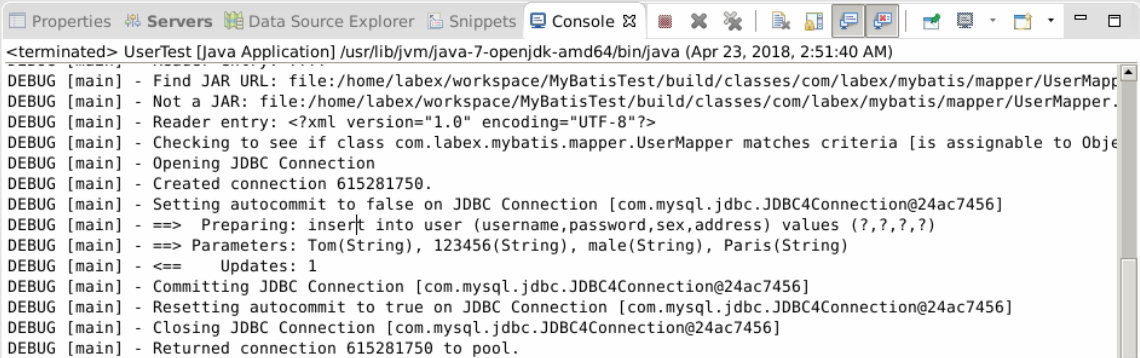 Properties Servers Data Source Explorer Snippets Console
<terminated> UserTest [Java Application] /usr/lib/jvm/java-7-openjdk-amd64/bin/java (Apr 23, 2018, 2:51:40 AM)
DEBUG [main] - Find JAR URL: file:/home/labex/workspace/MyBatisTest/build/classes/com/labex/mybatis/mapper/UserMapp
DEBUG [main] - Not a JAR: file:/home/labex/workspace/MyBatisTest/build/classes/com/labex/mybatis/mapper/UserMapper.
DEBUG [main] - Reader entry: <?xml version="1.0" encoding="UTF-8"?>
DEBUG [main] - Checking to see if class com.labex.mybatis.mapper.UserMapper matches criteria [is assignable to Obje
DEBUG [main] - Opening JDBC Connection
DEBUG [main] - Created connection 615281750.
DEBUG [main] - Setting autocommit to false on JDBC Connection [com.mysql.jdbc.JDBC4Connection@24ac7456]
DEBUG [main] - ==>  Preparing: insert into user (username,password,sex,address) values (?,?,?,?)
DEBUG [main] - ==> Parameters: Tom(String), 123456(String), male(String), Paris(String)
DEBUG [main] - <==    Updates: 1
DEBUG [main] - Committing JDBC Connection [com.mysql.jdbc.JDBC4Connection@24ac7456]
DEBUG [main] - Resetting autocommit to true on JDBC Connection [com.mysql.jdbc.JDBC4Connection@24ac7456]
DEBUG [main] - Closing JDBC Connection [com.mysql.jdbc.JDBC4Connection@24ac7456]
DEBUG [main] - Returned connection 615281750 to pool.